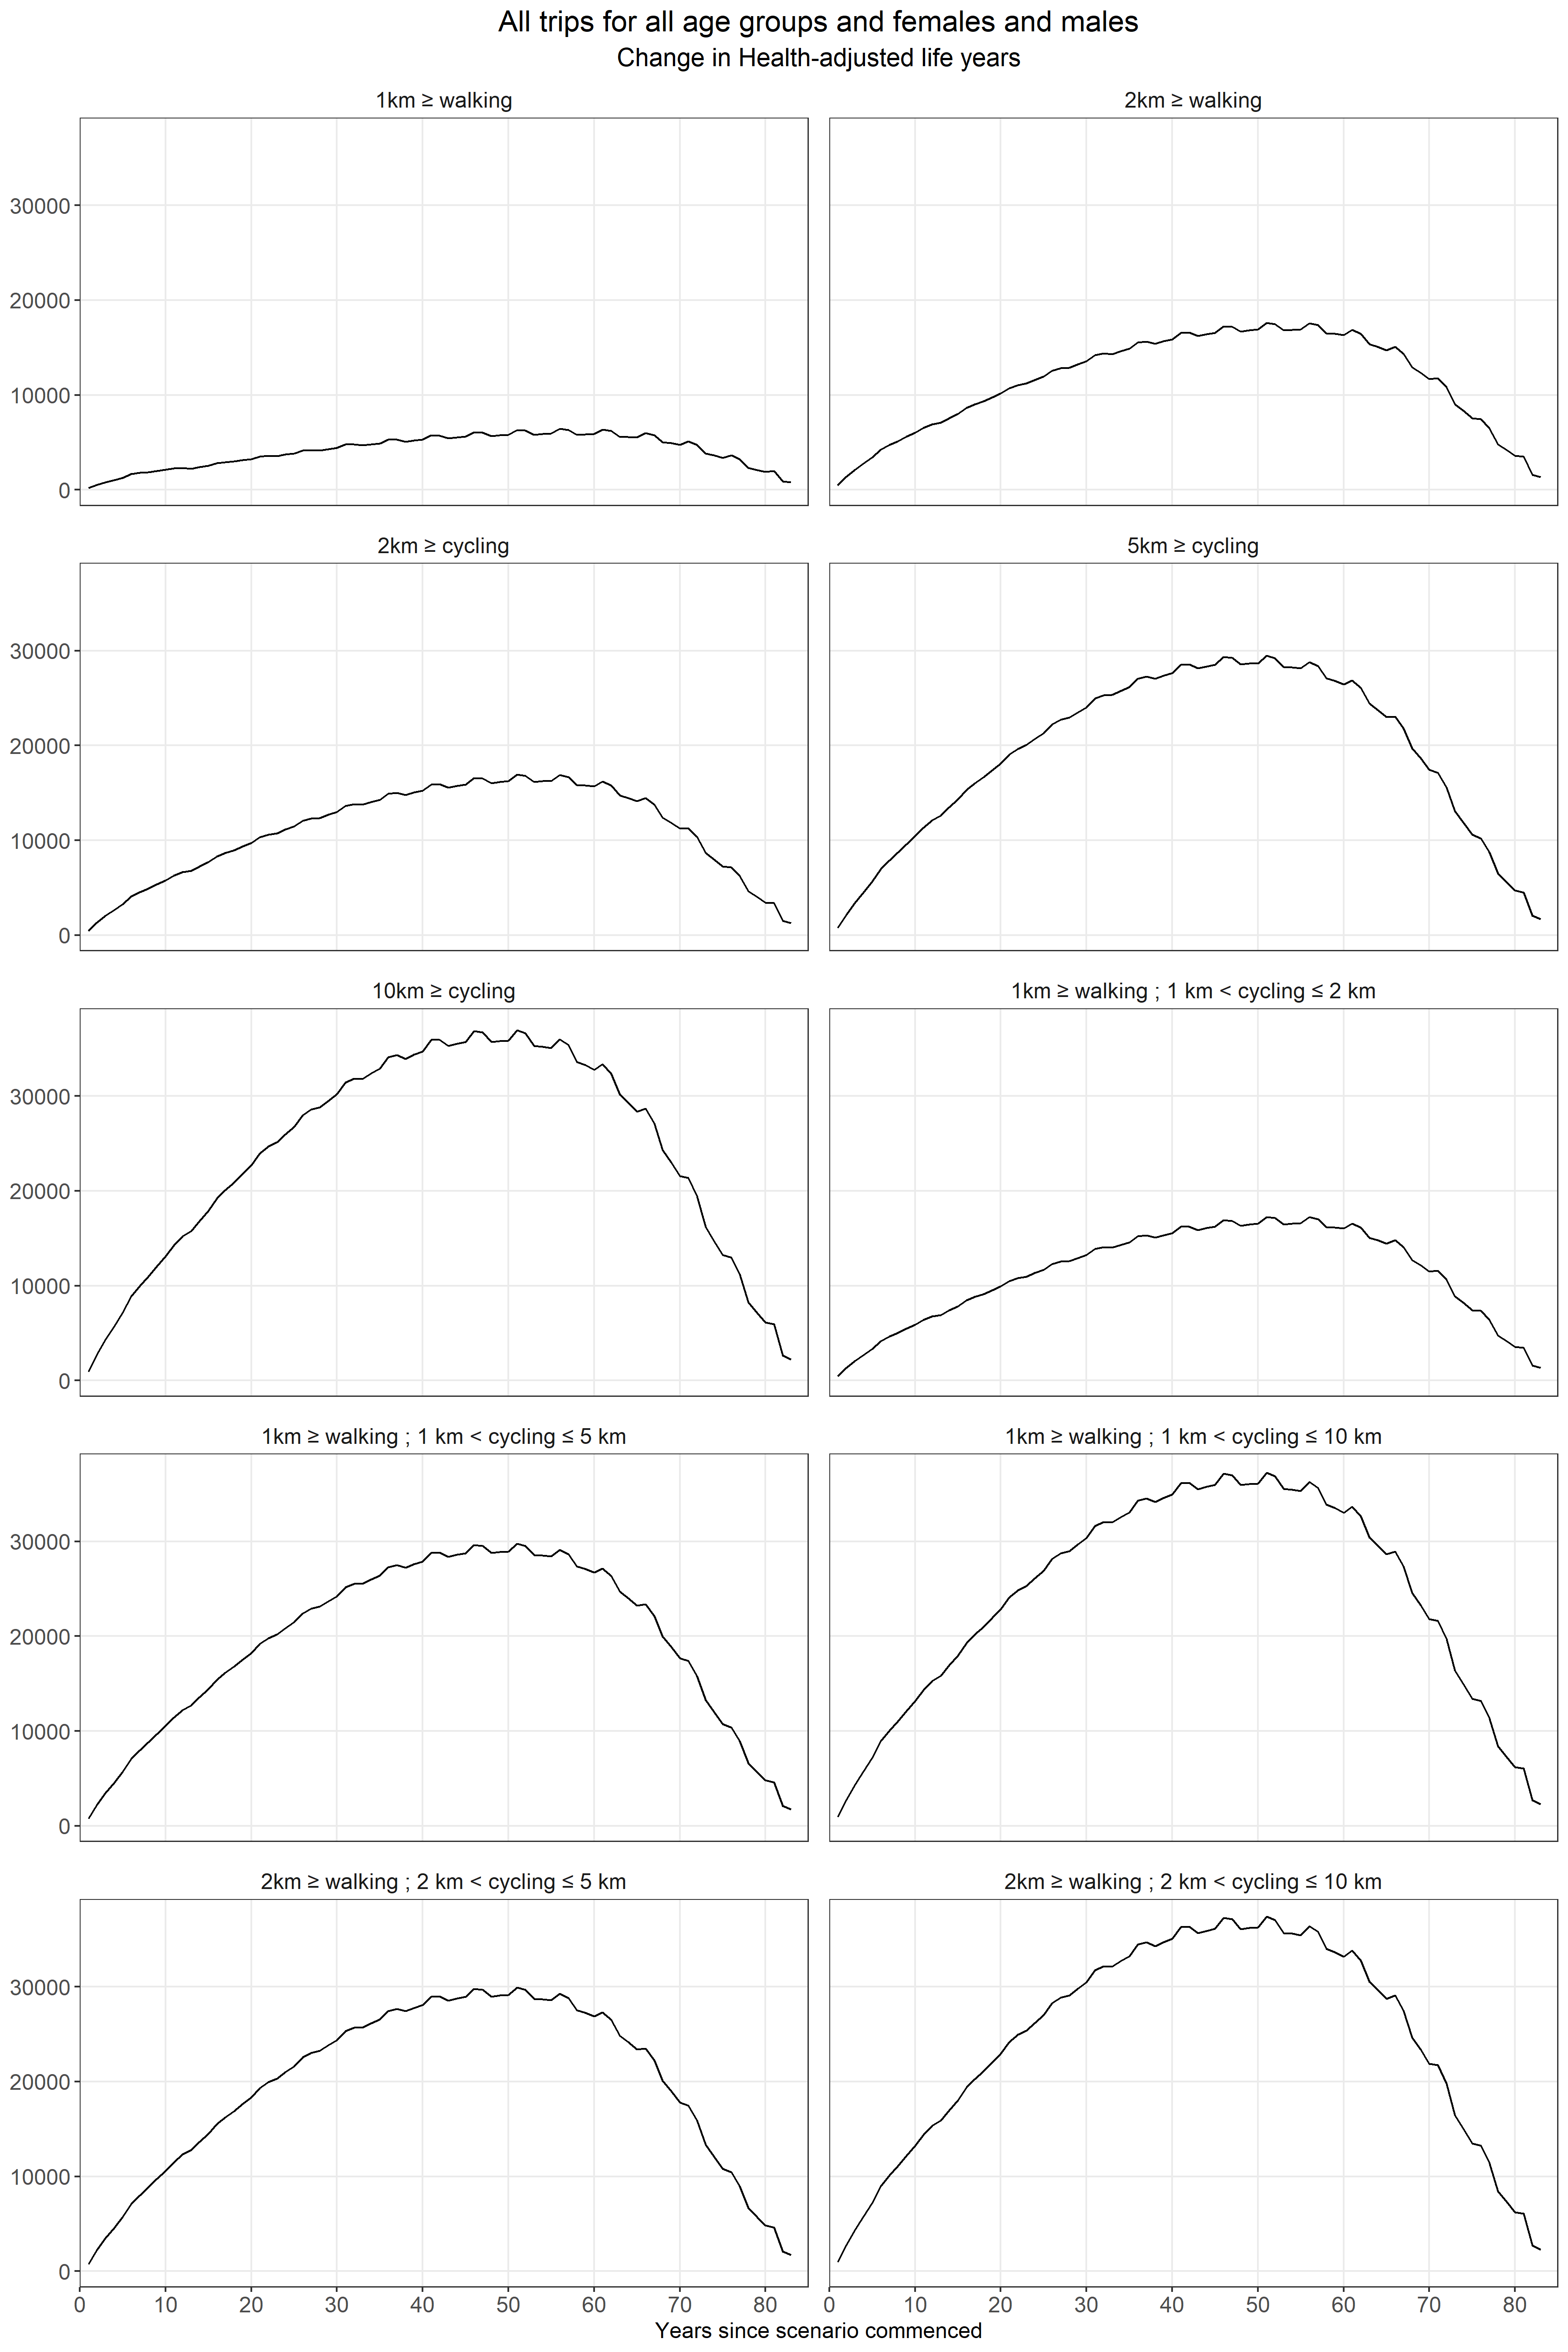 All trips for all age groups and females and males
Change in Health-adjusted life years
1km ≥ walking
2km ≥ walking
30000
20000
10000
0
2km ≥ cycling
5km ≥ cycling
30000
20000
10000
0
10km ≥ cycling
1km ≥ walking ; 1 km < cycling ≤ 2 km
30000
20000
10000
0
1km ≥ walking ; 1 km < cycling ≤ 5 km
1km ≥ walking ; 1 km < cycling ≤ 10 km
30000
20000
10000
0
2km ≥ walking ; 2 km < cycling ≤ 5 km
2km ≥ walking ; 2 km < cycling ≤ 10 km
30000
20000
10000
0
0 10 20 30 40 50 60 70 80 0 10 20 30 40 50 60 70 80
Years since scenario commenced